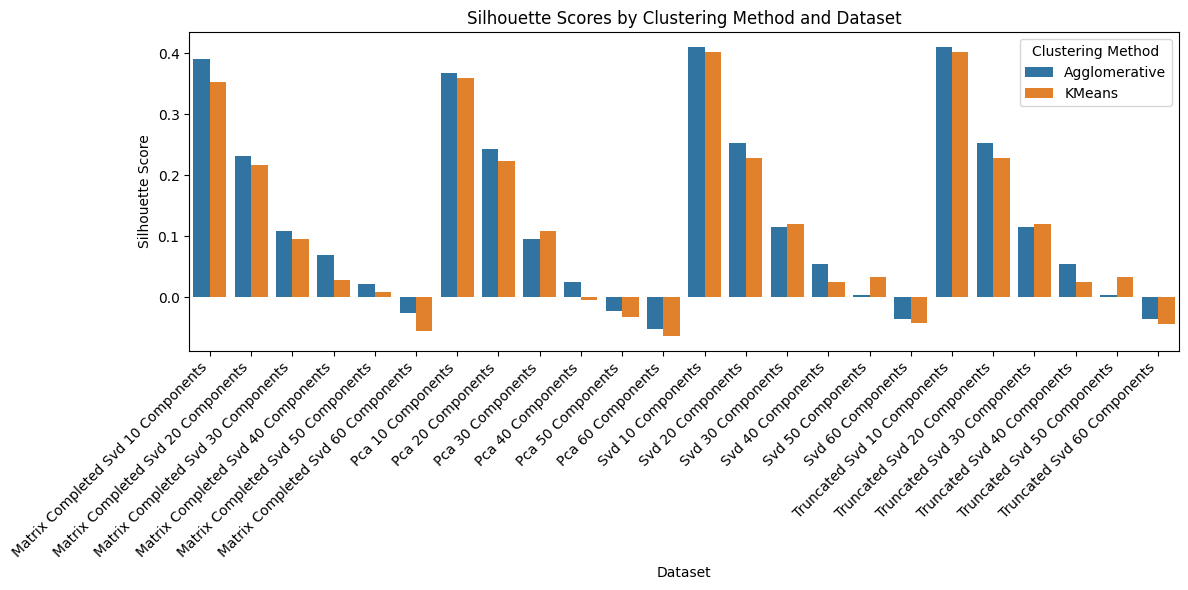 Silhouette Scores by Clustering Method and Dataset
Silhouette Score
0.4
0.3
0.2
0.1
0.0
Clustering Method
Agglomerative
KMeans
Matrix Completed Svd 10 Components
Matrix Completed Svd 20 Components
Matrix Completed Svd 30 Components
Matrix Completed Svd 40 Components
Matrix Completed Svd 50 Components
Matrix Completed Svd 60 Components
Pca 10 Components
Pca 20 Components
Pca 30 Components
Pca 40 Components
Pca 50 Components
Pca 60 Components
Svd 10 Components
Svd 20 Components
Svd 30 Components
Svd 40 Components
Svd 50 Components
Svd 60 Components
Truncated Svd 10 Components
Truncated Svd 20 Components
Truncated Svd 30 Components
Truncated Svd 40 Components
Truncated Svd 50 Components
Truncated Svd 60 Components
Dataset